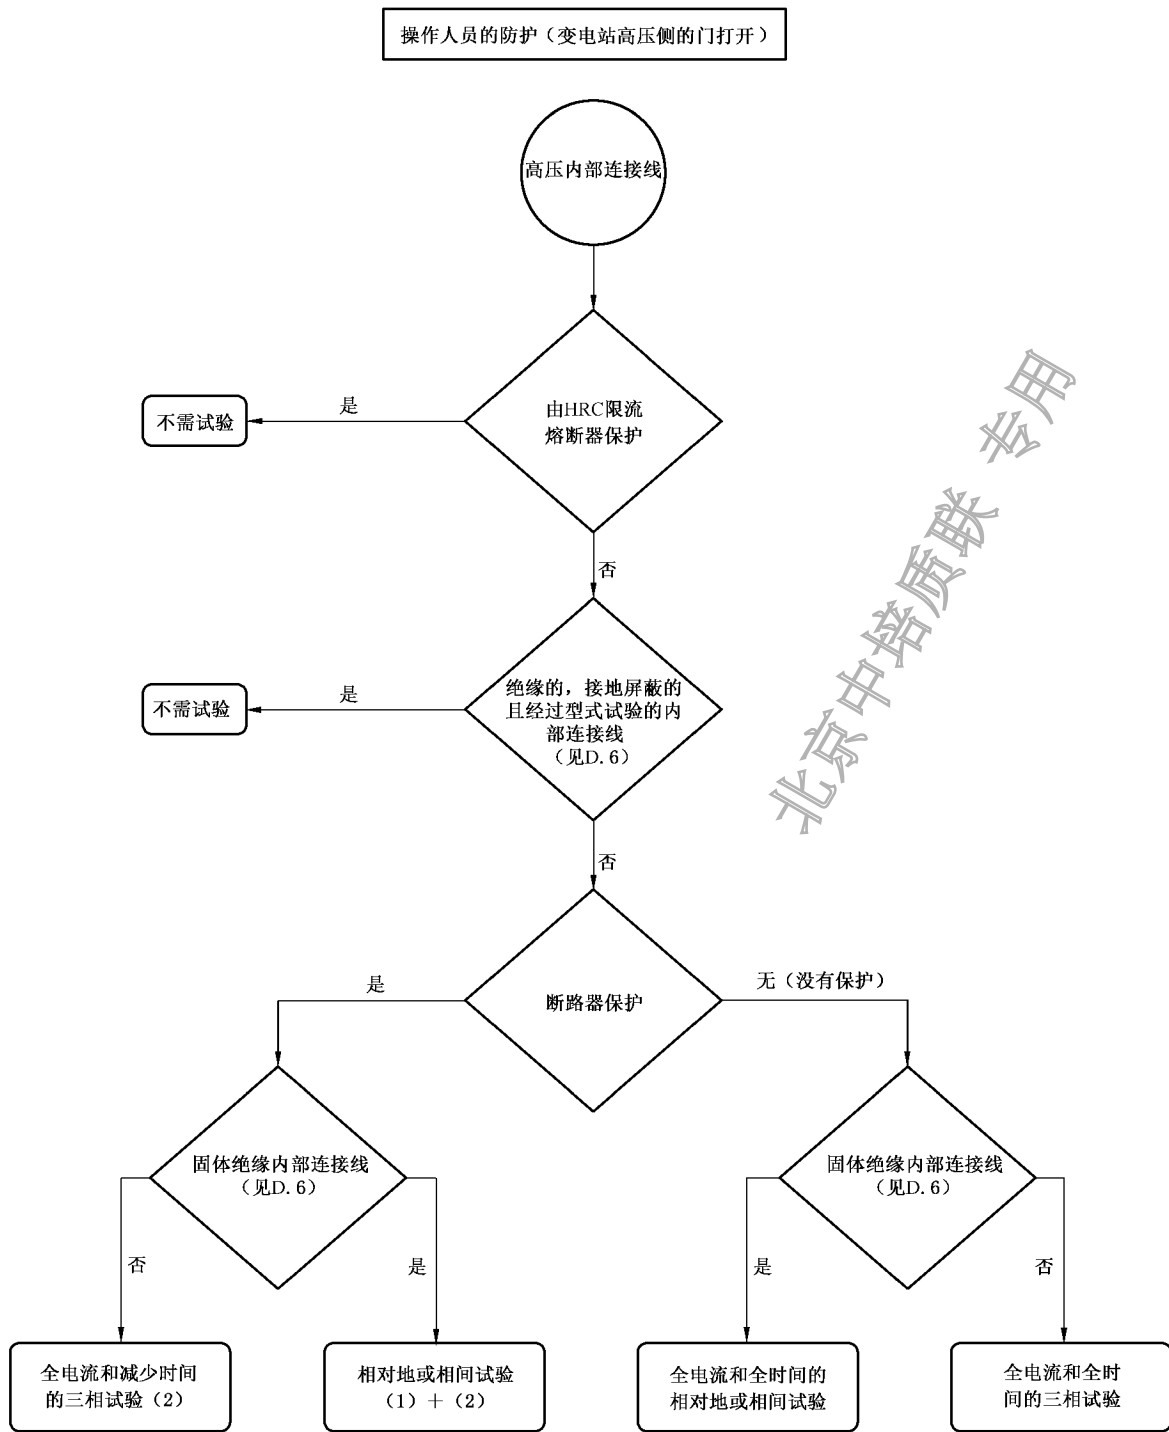 操作人员的防护（变电站高压侧的门打开）
高压内部连接线
由HRC限流
熔断器保护
是
不需试验
否
绝缘的，接地屏蔽的
且经过型式试验的内
部连接线
（见D.6）
是
不需试验
否
断路器保护
是
无（没有保护）
固体绝缘内部连接线
（见D.6）
固体绝缘内部连接线
（见D.6）
否
是
是
否
全电流和减少时间
的三相试验（2）
相对地或相间试验
（1）＋（2）
全电流和全时间的
相对地或相间试验
全电流和全时
间的三相试验
北京中培质联 专用